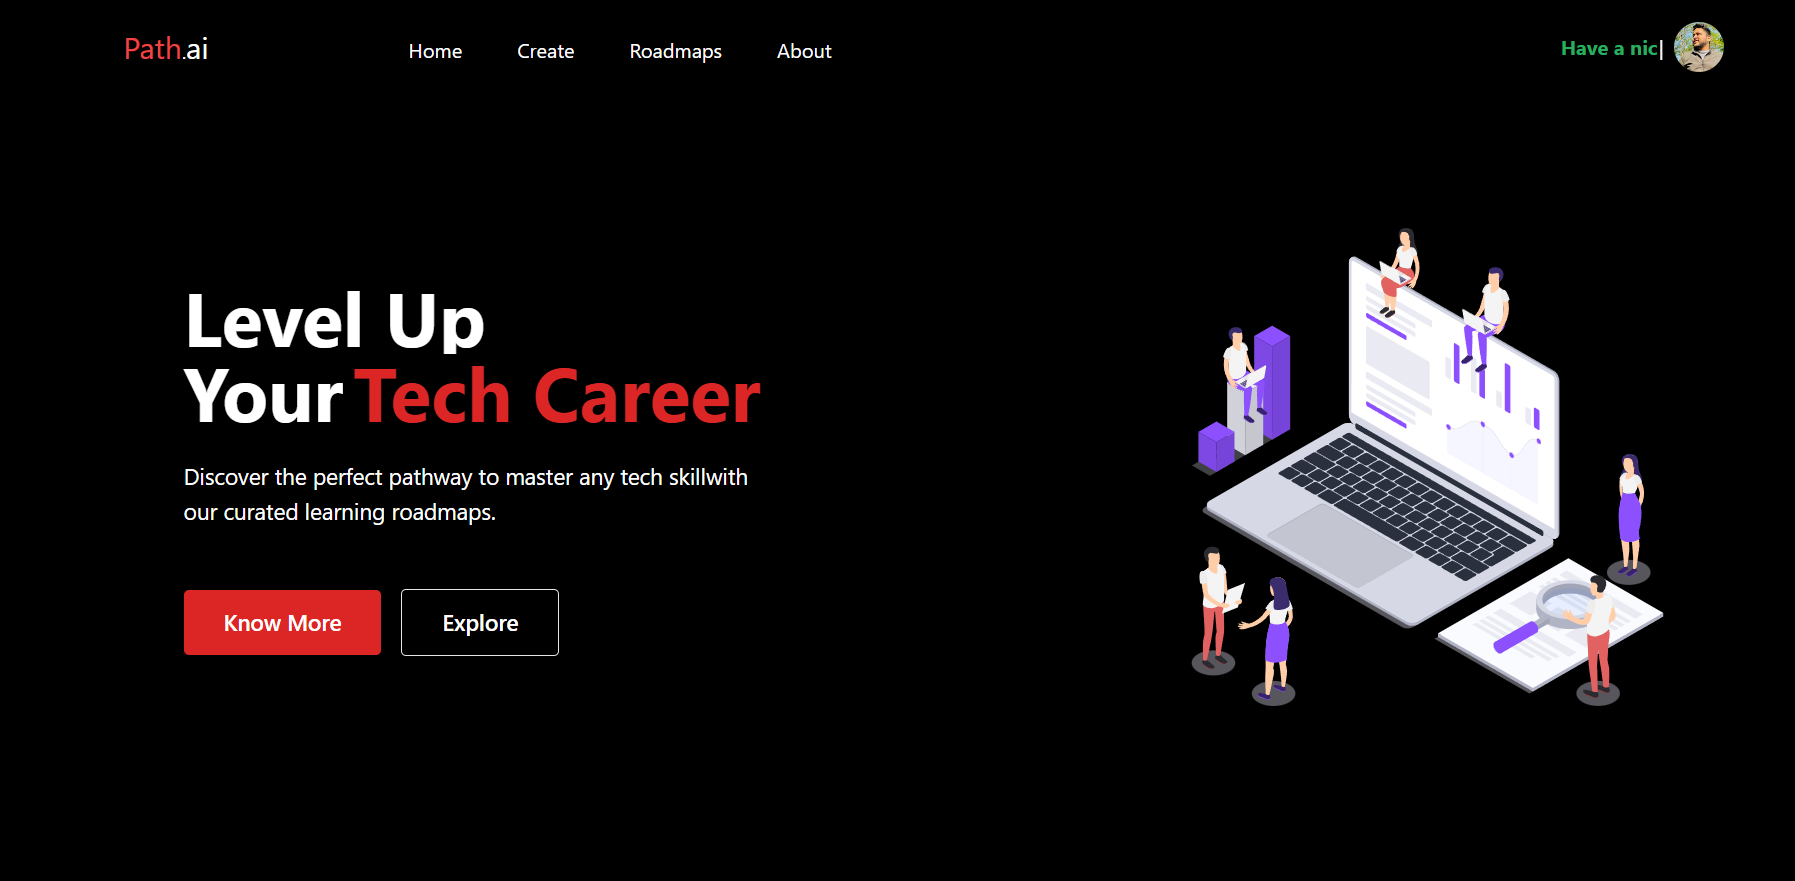 Path.ai
Home
Create
Roadmaps
About
Have a nic|
Level Up
Your Tech Career
Discover the perfect pathway to master any tech skillwith
our curated learning roadmaps.
Know More
Explore